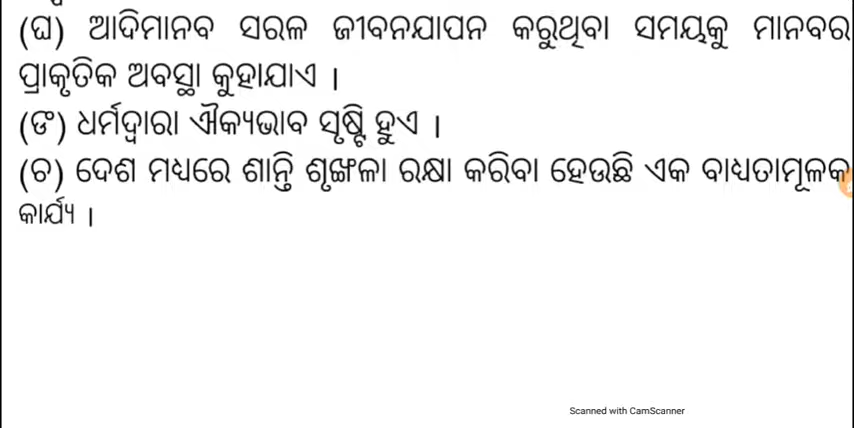 (ଘ) ଆଦିମାନବ ସରଳ ଜୀବନଯାପନ କରୁଥିବା ସମୟକୁ ମାନବର
ପ୍ରାକୃତିକ ଅବସ୍ଥା କୁହାଯାଏ ।
(ଙ) ଧର୍ମଦ୍ୱାରା ଐକ୍ୟଭାବ ସୃଷ୍ଟି ହୁଏ ।
(ଚ) ଦେଶ ମଧ୍ୟରେ ଶାନ୍ତି ଶୃଙ୍ଖଳା ରକ୍ଷା କରିବା ହେଉଛି ଏକ ବାଧ୍ୟତାମୂଳକ
କାର୍ଯ୍ୟ ।
Scanned with CamScanner